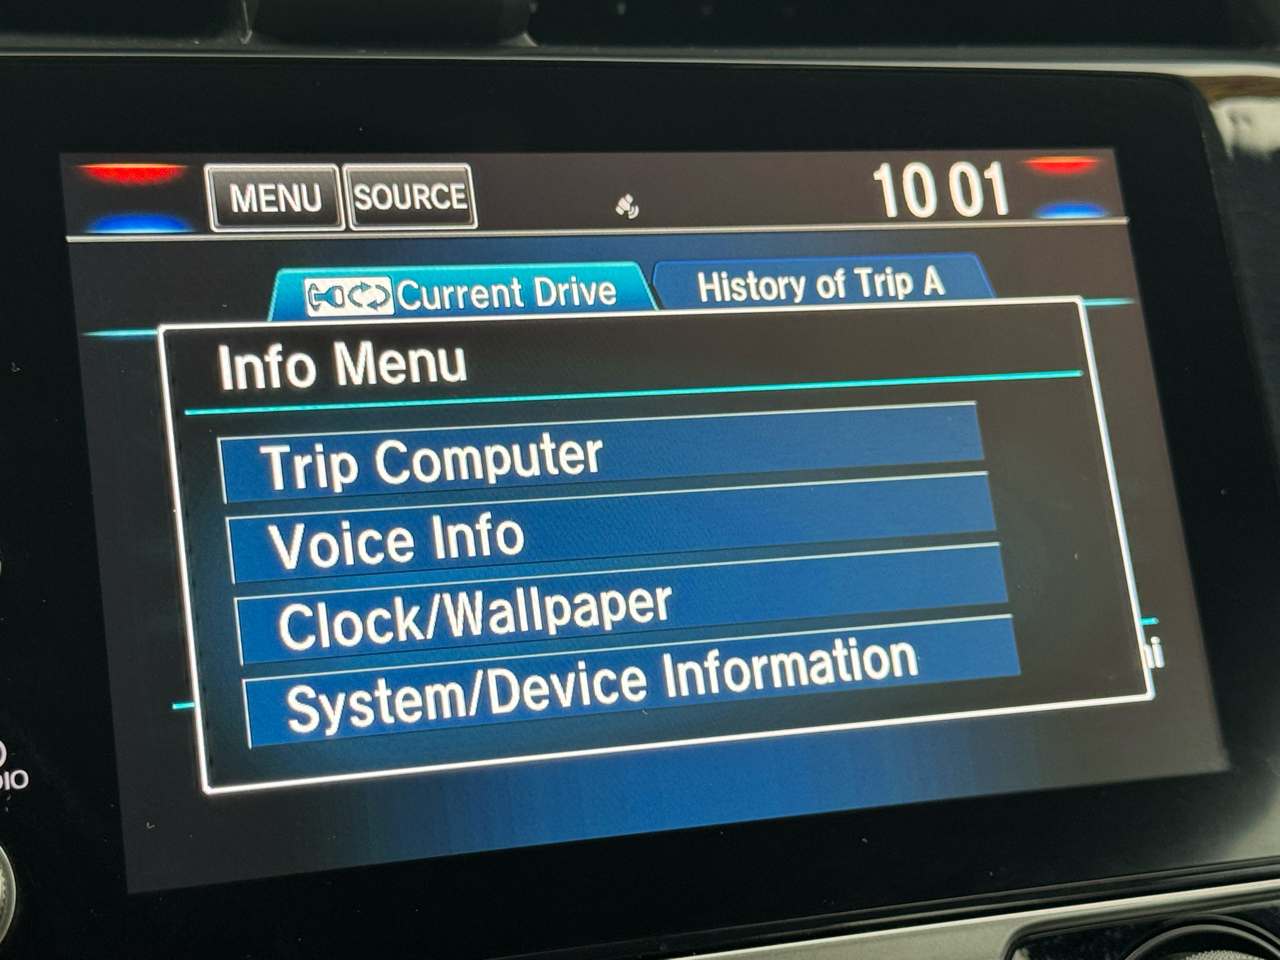 MENU SOURCE 10 01
Current Drive History of Trip A
Info Menu
Trip Computer
Voice Info
Clock/Wallpaper
System/Device Information